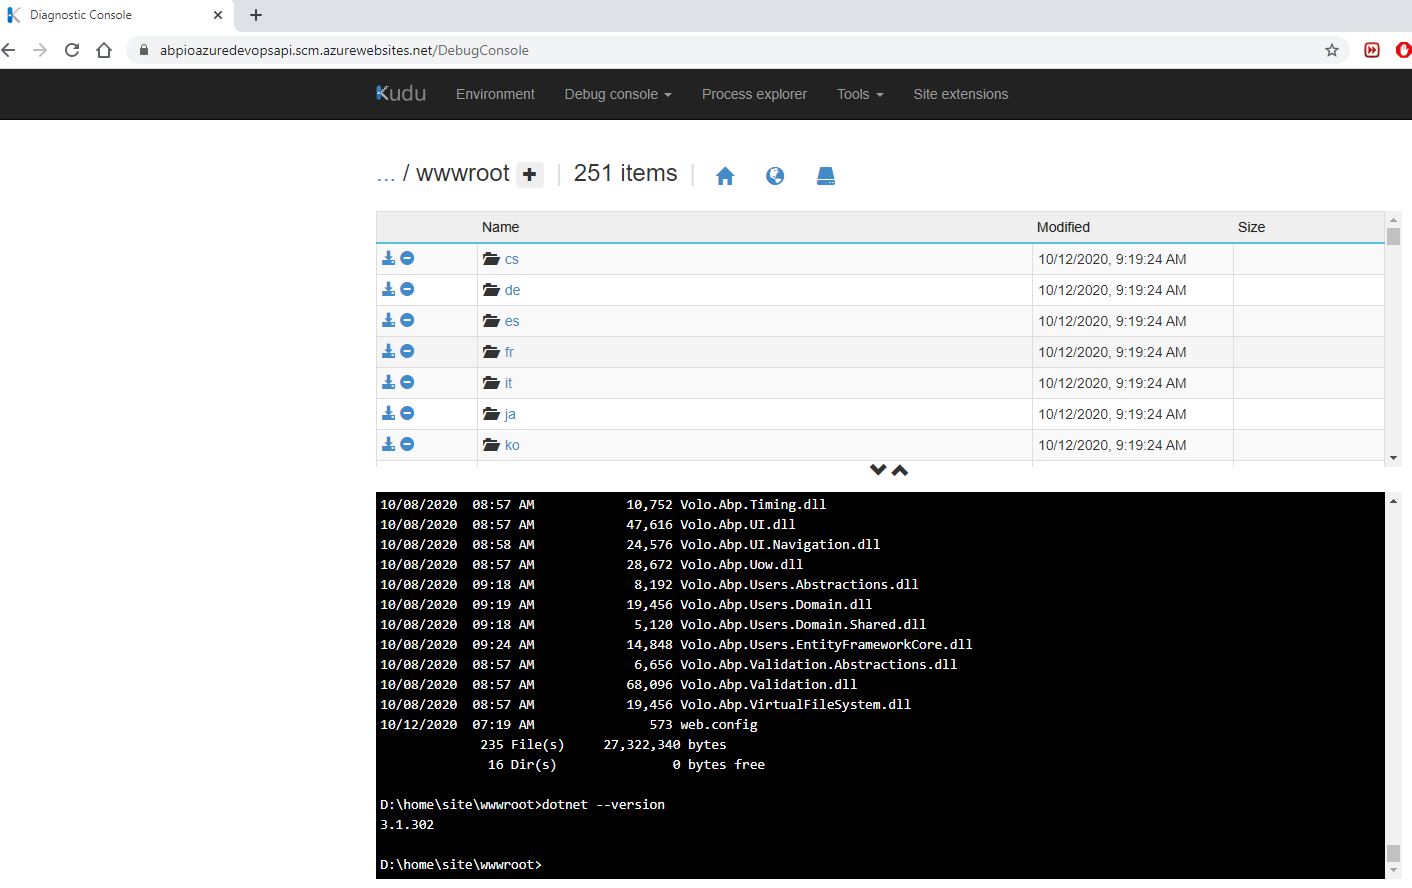 Diagnostic Console
abpioazuredevopsapi.scm.azurewebsites.net/DebugConsole
Kudu Environment Debug console Process explorer Tools Site extensions
... / wwwroot + | 251 items |
Name Modified Size
cs 10/12/2020, 9:19:24 AM
de 10/12/2020, 9:19:24 AM
es 10/12/2020, 9:19:24 AM
fr 10/12/2020, 9:19:24 AM
it 10/12/2020, 9:19:24 AM
ja 10/12/2020, 9:19:24 AM
ko 10/12/2020, 9:19:24 AM
10/08/2020  08:57 AM            10,752 Volo.Abp.Timing.dll
10/08/2020  08:57 AM            47,616 Volo.Abp.UI.dll
10/08/2020  08:58 AM            24,576 Volo.Abp.UI.Navigation.dll
10/08/2020  08:57 AM            28,672 Volo.Abp.Uow.dll
10/08/2020  09:18 AM             8,192 Volo.Abp.Users.Abstractions.dll
10/08/2020  09:19 AM            19,456 Volo.Abp.Users.Domain.dll
10/08/2020  09:18 AM             5,120 Volo.Abp.Users.Domain.Shared.dll
10/08/2020  09:24 AM            14,848 Volo.Abp.Users.EntityFrameworkCore.dll
10/08/2020  08:57 AM             6,656 Volo.Abp.Validation.Abstractions.dll
10/08/2020  08:57 AM            68,096 Volo.Abp.Validation.dll
10/08/2020  08:57 AM            19,456 Volo.Abp.VirtualFileSystem.dll
10/12/2020  07:19 AM               573 web.config
235 File(s)     27,322,340 bytes
16 Dir(s)               0 bytes free
D:\home\site\wwwroot>dotnet --version
3.1.302
D:\home\site\wwwroot>